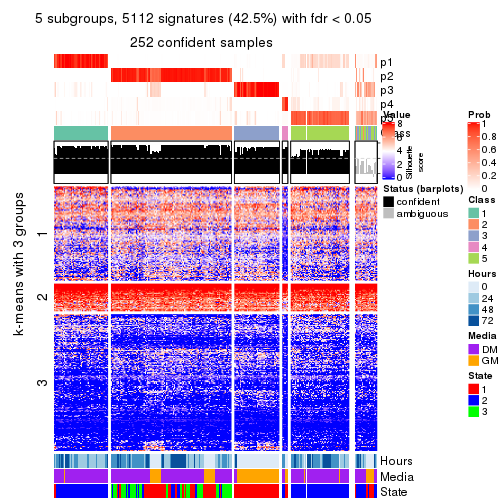 5 subgroups, 5112 signatures (42.5%) with fdr < 0.05
252 confident samples
p1
p2
p3
p4
p5
Class
Silhouette
score
k-means with 3 groups
1
2
3
Hours
Media
State
Value
8
6
4
2
0
Status (barplots)
confident
ambiguous
Prob
1
0.8
0.6
0.4
0.2
0
Class
1
2
3
4
5
Hours
0
24
48
72
Media
DM
GM
State
1
2
3